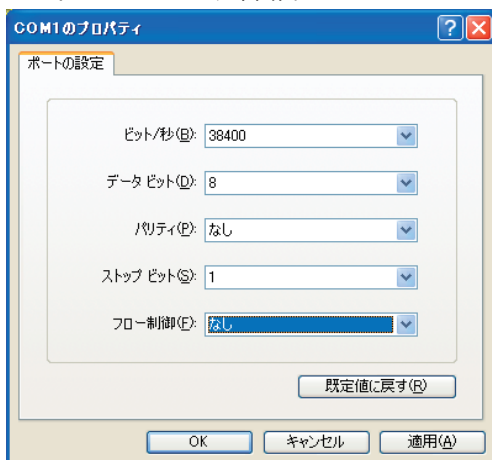 COM1のプロパティ
ポートの設定
ビット/秒(B): 38400
データ ビット(D): 8
パリティ(P): なし
ストップ ビット(S): 1
フロー制御(F): なし
既定値に戻す(R)
OK キャンセル 適用(A)